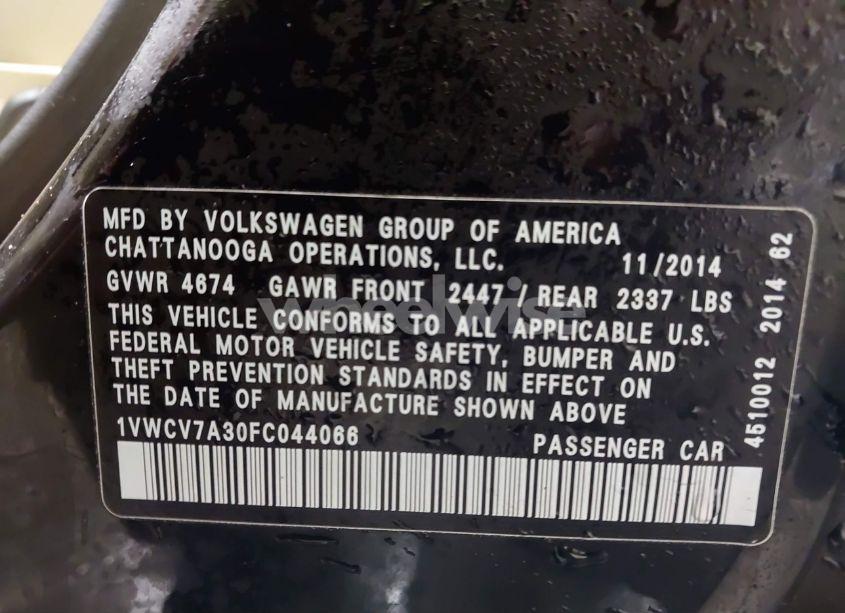 MFD BY VOLKSWAGEN GROUP OF AMERICA
CHATTANOOGA OPERATIONS, LLC. 11/2014
GVWR 4674 GAWR FRONT 2447 / REAR 2337 LBS
THIS VEHICLE CONFORMS TO ALL APPLICABLE U.S.
FEDERAL MOTOR VEHICLE SAFETY, BUMPER AND
THEFT PREVENTION STANDARDS IN EFFECT ON
THE DATE OF MANUFACTURE SHOWN ABOVE
1VWCV7A30FC044066 PASSENGER CAR
4510012 2014 62
wheelwise